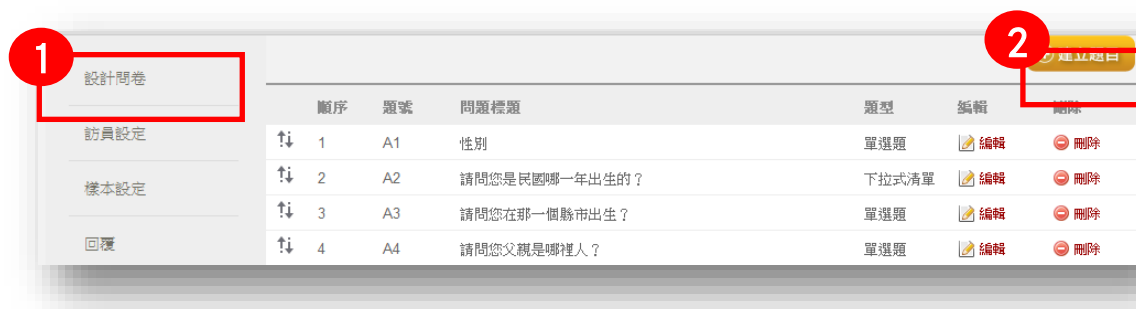 1
2
設計問卷
訪員設定
樣本設定
回覆
建立題目
順序 題號 問題標題 題型 編輯 刪除
1 A1 性別 單選題 編輯 刪除
2 A2 請問您是民國哪一年出生的？ 下拉式清單 編輯 刪除
3 A3 請問您在那一個縣市出生？ 單選題 編輯 刪除
4 A4 請問您父親是哪裡人？ 單選題 編輯 刪除